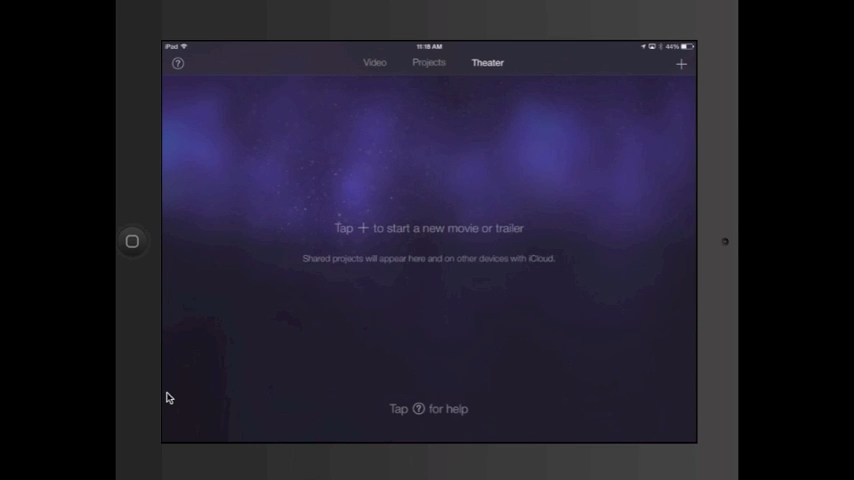 iPad 11:18 AM 44%
? Video Projects Theater +
Tap + to start a new movie or trailer
Shared projects will appear here and on other devices with iCloud.
Tap ? for help